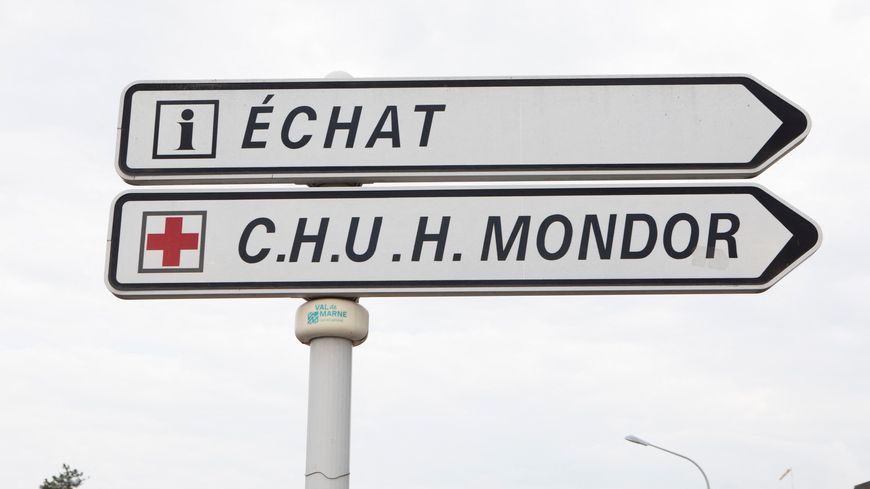 i ÉCHAT
C.H.U.H. MONDOR
VAL de
MARNE